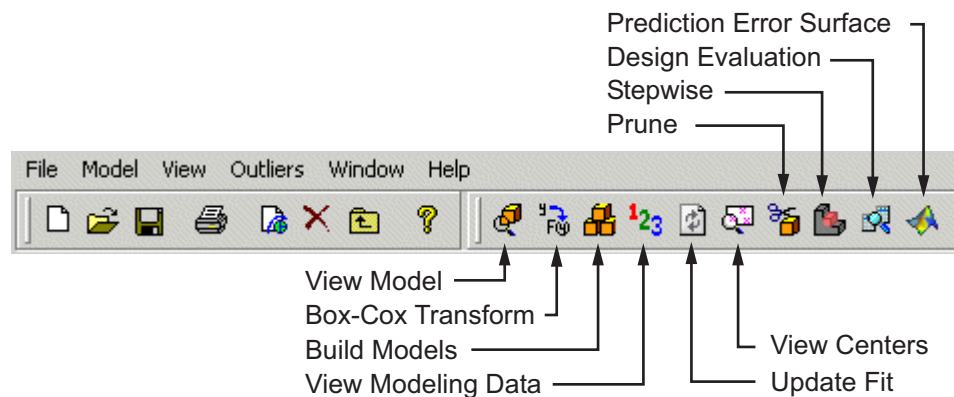 Prediction Error Surface
Design Evaluation
Stepwise
Prune
File Model View Outliers Window Help
y F(y)
123
View Model
Box-Cox Transform
Build Models
View Modeling Data
View Centers
Update Fit